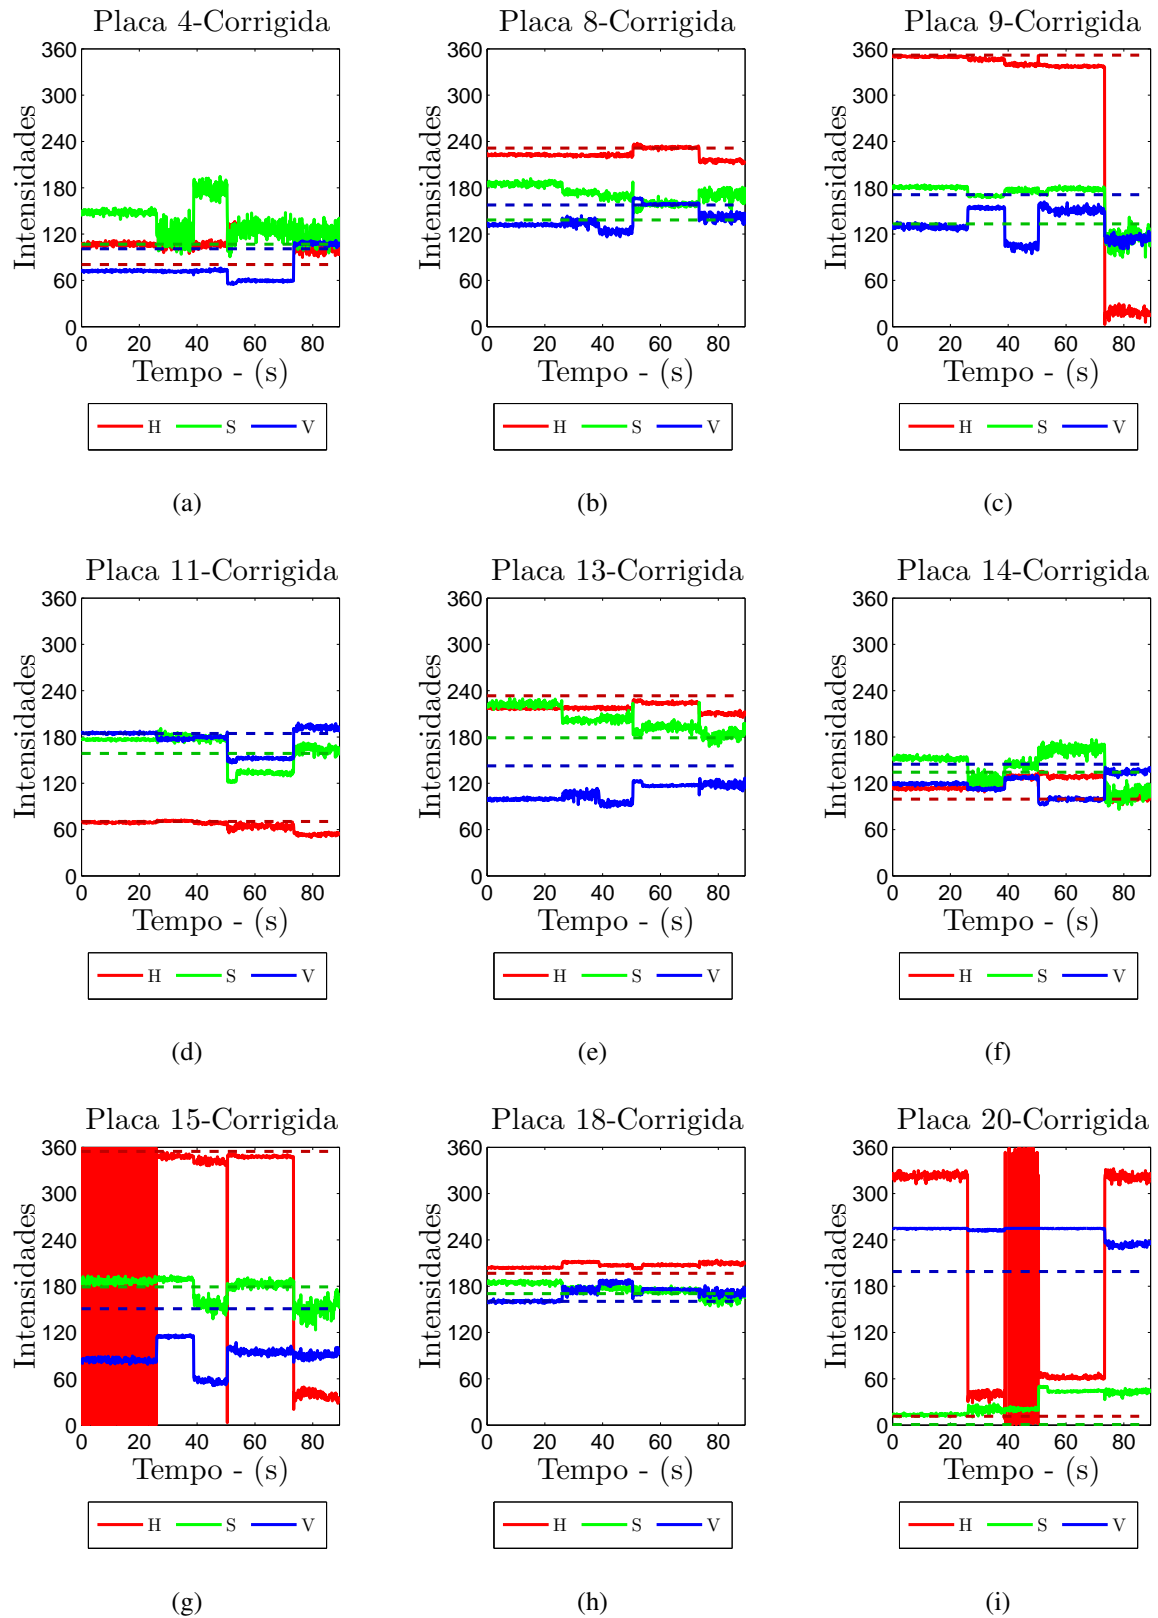 Placa 4-Corrigida
Placa 8-Corrigida
Placa 9-Corrigida
360
300
240
180
120
60
0
Intensidades
0 20 40 60 80
Tempo - (s)
H S V
(a)
360
300
240
180
120
60
0
Intensidades
0 20 40 60 80
Tempo - (s)
H S V
(b)
360
300
240
180
120
60
0
Intensidades
0 20 40 60 80
Tempo - (s)
H S V
(c)
Placa 11-Corrigida
Placa 13-Corrigida
Placa 14-Corrigida
360
300
240
180
120
60
0
Intensidades
0 20 40 60 80
Tempo - (s)
H S V
(d)
360
300
240
180
120
60
0
Intensidades
0 20 40 60 80
Tempo - (s)
H S V
(e)
360
300
240
180
120
60
0
Intensidades
0 20 40 60 80
Tempo - (s)
H S V
(f)
Placa 15-Corrigida
Placa 18-Corrigida
Placa 20-Corrigida
360
300
240
180
120
60
0
Intensidades
0 20 40 60 80
Tempo - (s)
H S V
(g)
360
300
240
180
120
60
0
Intensidades
0 20 40 60 80
Tempo - (s)
H S V
(h)
360
300
240
180
120
60
0
Intensidades
0 20 40 60 80
Tempo - (s)
H S V
(i)